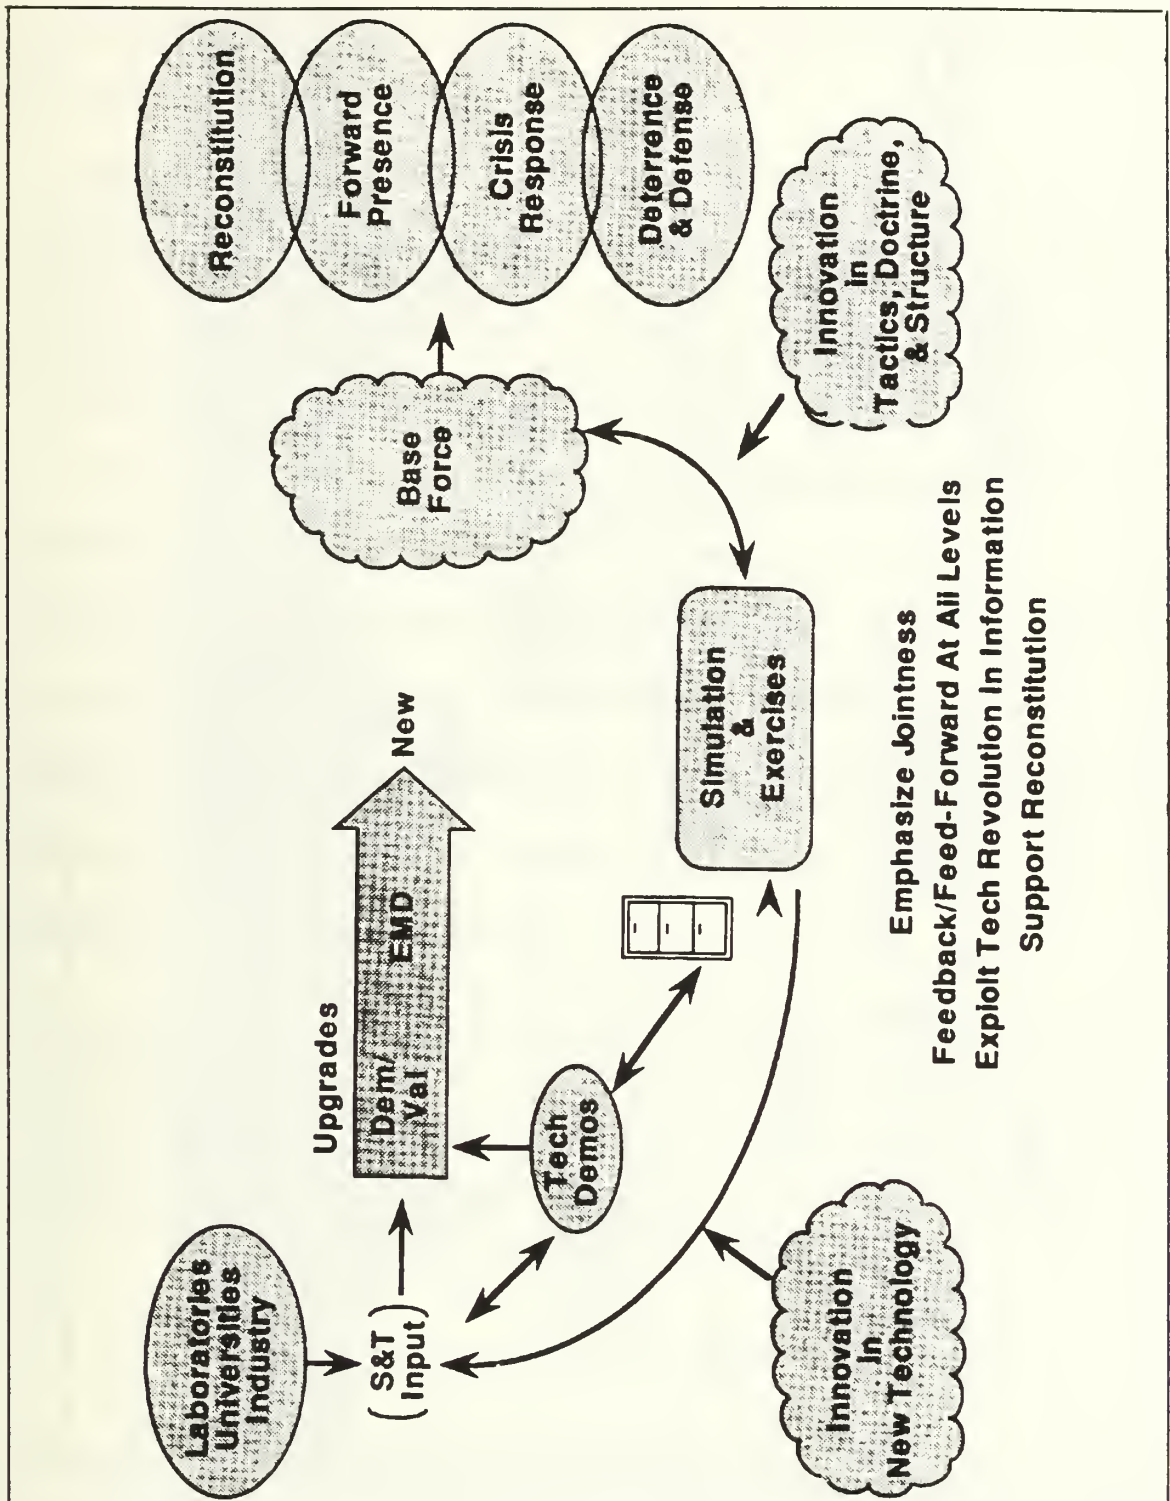 Laboratories
Universities
Industry
(S&T
Input)
Upgrades
Dem/
Val
EMD
New
Tech
Demos
Base
Force
Reconstitution
Forward
Presence
Crisis
Response
Deterrence
& Defense
Simulation
&
Exercises
Innovation
In
New Technology
Innovation
in
Tactics, Doctrine,
& Structure
Emphasize Jointness
Feedback/Feed-Forward At All Levels
Exploit Tech Revolution In Information
Support Reconstitution